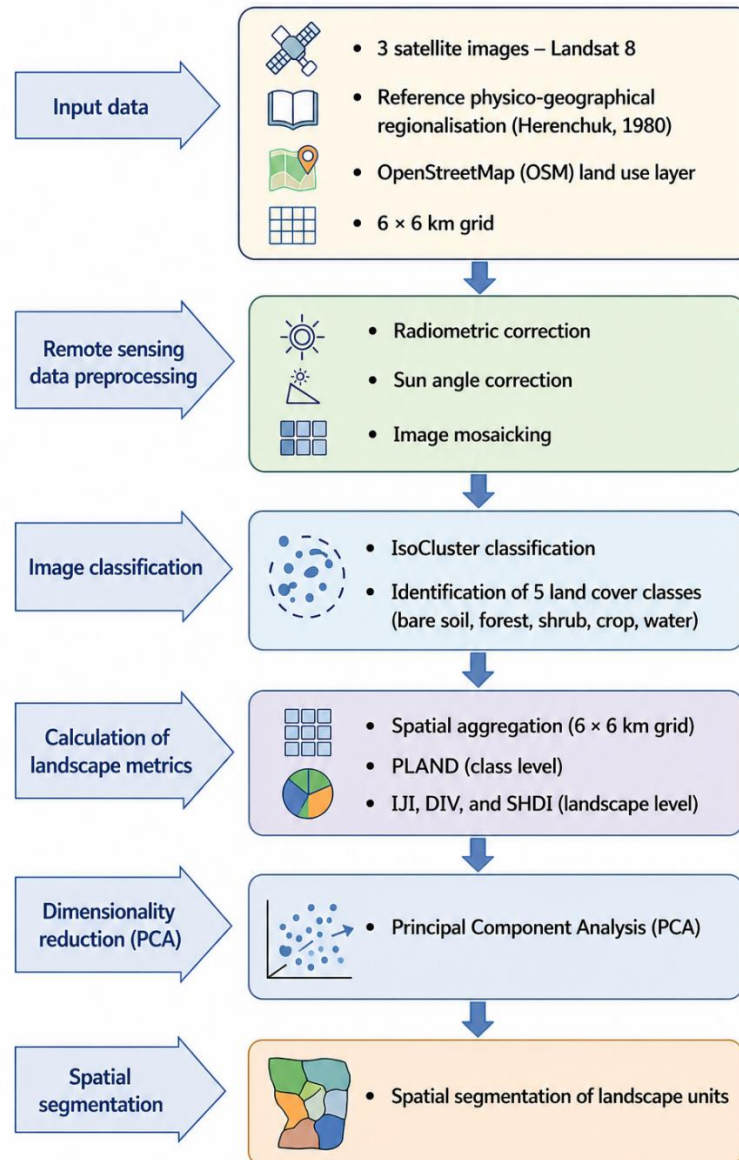 Input data
• 3 satellite images – Landsat 8
• Reference physico-geographical
regionalisation (Herenchuk, 1980)
• OpenStreetMap (OSM) land use layer
• 6 × 6 km grid
Remote sensing
data preprocessing
• Radiometric correction
• Sun angle correction
• Image mosaicking
Image classification
• IsoCluster classification
• Identification of 5 land cover classes
(bare soil, forest, shrub, crop, water)
Calculation of
landscape metrics
• Spatial aggregation (6 × 6 km grid)
• PLAND (class level)
• IJI, DIV, and SHDI (landscape level)
Dimensionality
reduction (PCA)
• Principal Component Analysis (PCA)
Spatial
segmentation
• Spatial segmentation of landscape units